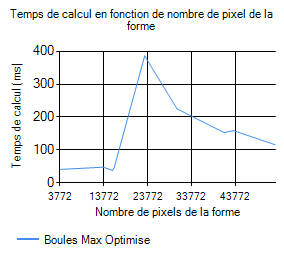 Temps de calcul en fonction de nombre de pixel de la
forme
Temps de calcul [ms]
400
300
200
100
0
3772 13772 23772 33772 43772
Nombre de pixels de la forme
Boules Max Optimise